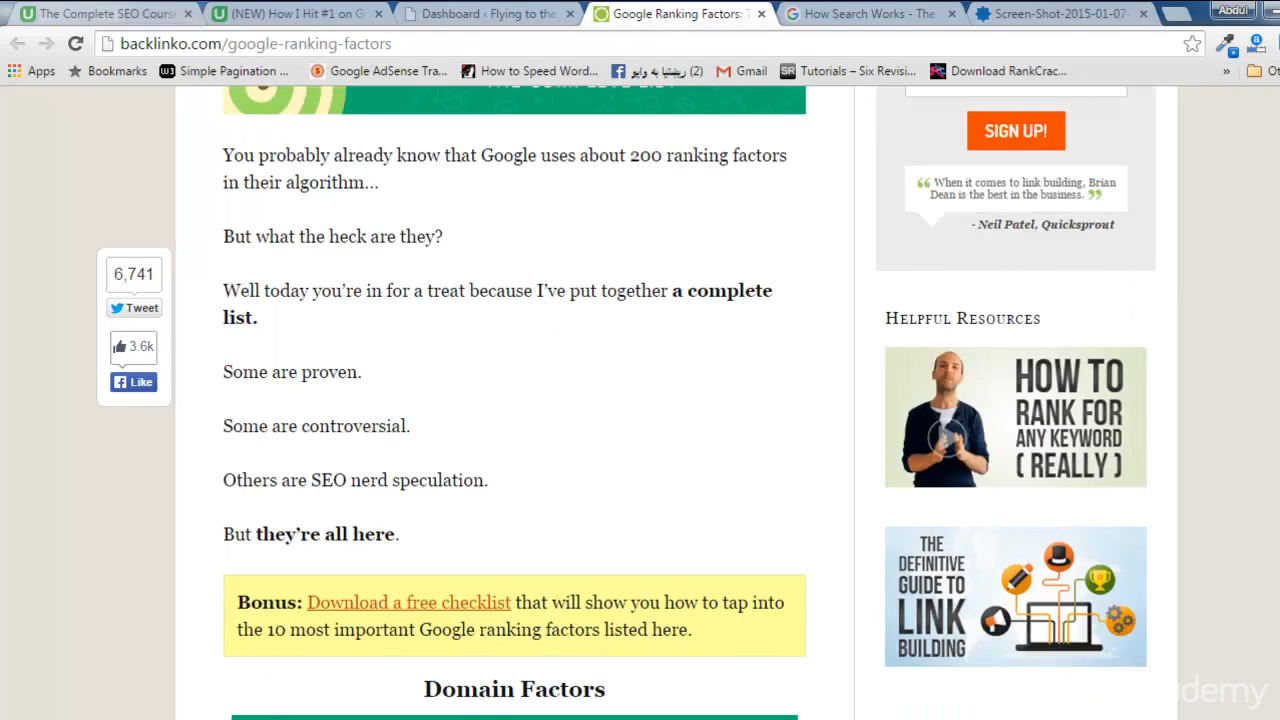 The Complete SEO Course
(NEW) How I Hit #1 on G
Dashboard ‹ Flying to the
Google Ranking Factors: T
How Search Works - The
Screen-Shot-2015-01-07-
Abdul
backlinko.com/google-ranking-factors
Apps
Bookmarks
Simple Pagination ...
Google AdSense Tra...
How to Speed Word...
(2) ریښتیا به وایو
Gmail
Tutorials – Six Revisi...
Download RankCrac...
»
You probably already know that Google uses about 200 ranking factors
in their algorithm…
But what the heck are they?
Well today you’re in for a treat because I’ve put together a complete
list.
Some are proven.
Some are controversial.
Others are SEO nerd speculation.
But they’re all here.
Bonus: Download a free checklist that will show you how to tap into
the 10 most important Google ranking factors listed here.
Domain Factors
6,741
Tweet
3.6k
Like
SIGN UP!
When it comes to link building, Brian
Dean is the best in the business.
- Neil Patel, Quicksprout
HELPFUL RESOURCES
HOW TO
RANK FOR
ANY KEYWORD
( REALLY )
THE
DEFINITIVE
GUIDE TO
LINK
BUILDING